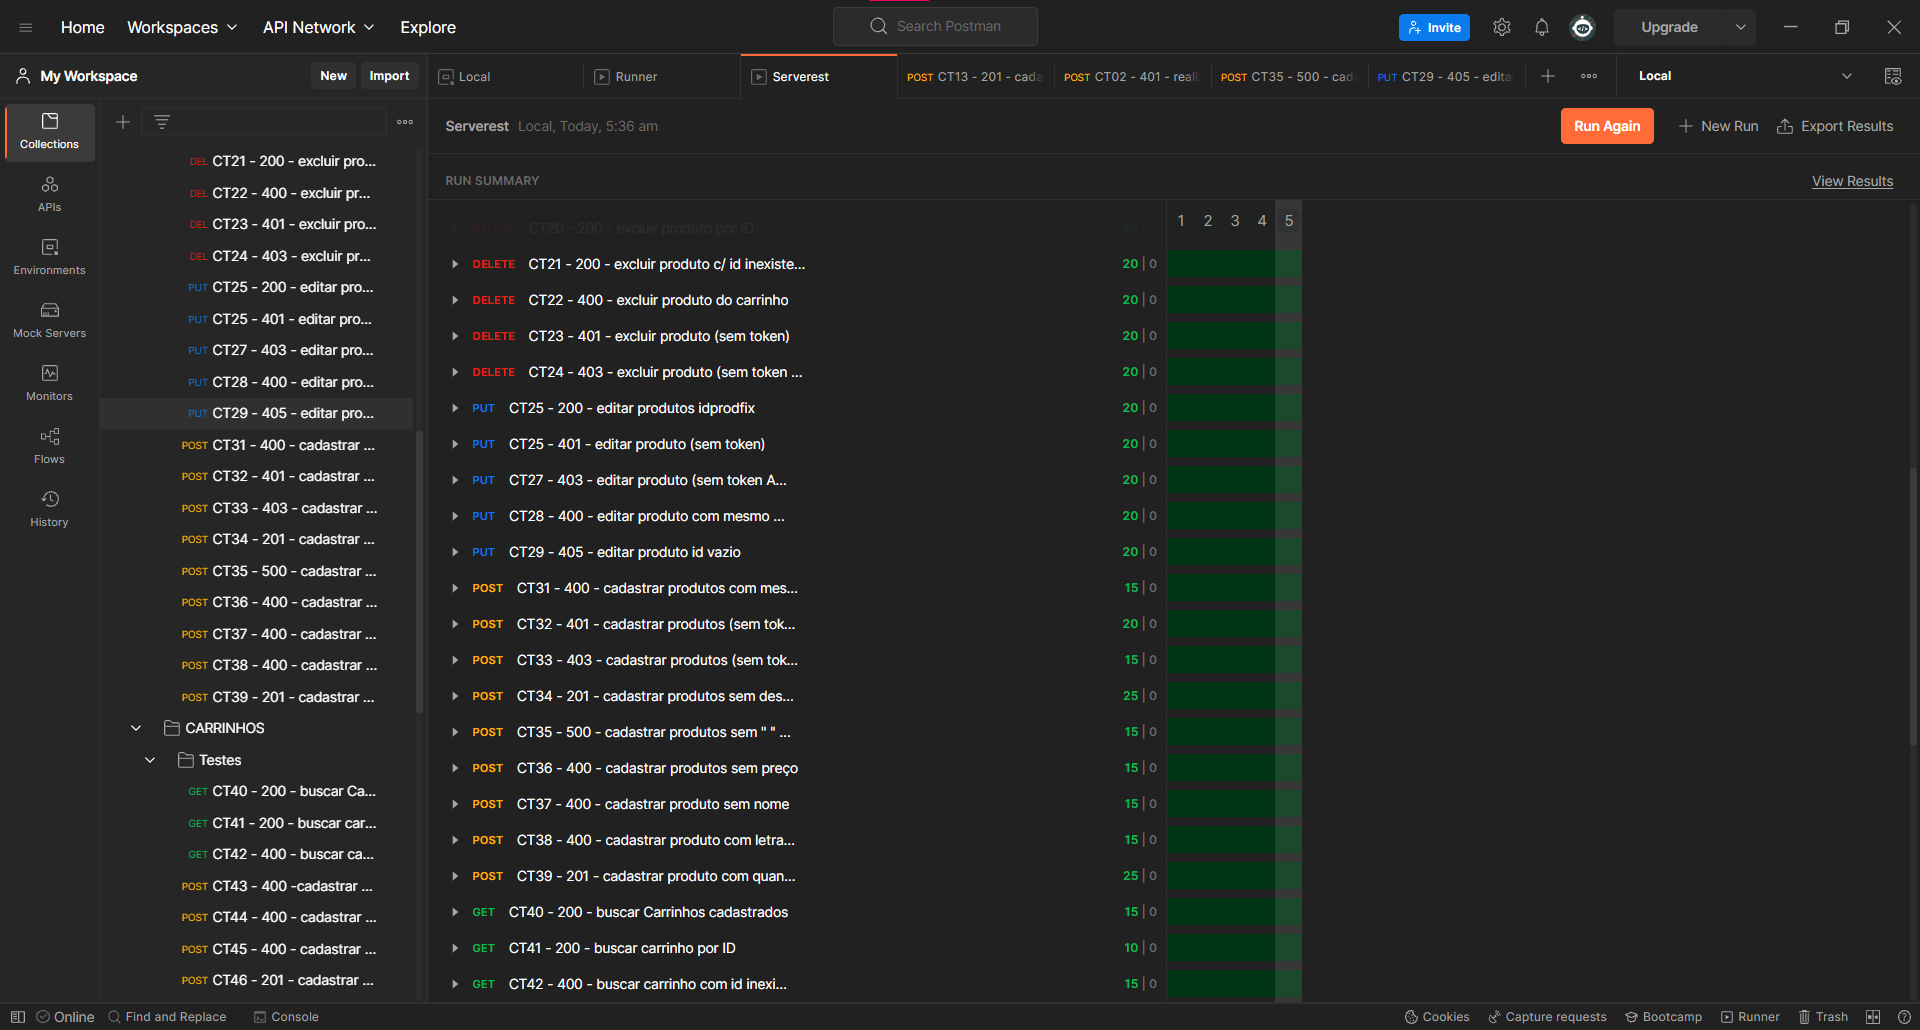 Home Workspaces API Network Explore Search Postman Invite Upgrade
My Workspace New Import Local Runner Serverest POST CT13 - 201 - cada POST CT02 - 401 - reali POST CT35 - 500 - cad PUT CT29 - 405 - edita Local
Serverest Local, Today, 5:36 am Run Again New Run Export Results
RUN SUMMARY View Results
Collections
APIs
Environments
Mock Servers
Monitors
Flows
History
DEL CT21 - 200 - excluir pro...
DEL CT22 - 400 - excluir pr...
DEL CT23 - 401 - excluir pro...
DEL CT24 - 403 - excluir pr...
PUT CT25 - 200 - editar pro...
PUT CT25 - 401 - editar pro...
PUT CT27 - 403 - editar pro...
PUT CT28 - 400 - editar pro...
PUT CT29 - 405 - editar pro...
POST CT31 - 400 - cadastrar ...
POST CT32 - 401 - cadastrar ...
POST CT33 - 403 - cadastrar ...
POST CT34 - 201 - cadastrar ...
POST CT35 - 500 - cadastrar ...
POST CT36 - 400 - cadastrar ...
POST CT37 - 400 - cadastrar ...
POST CT38 - 400 - cadastrar ...
POST CT39 - 201 - cadastrar ...
CARRINHOS
Testes
GET CT40 - 200 - buscar Ca...
GET CT41 - 200 - buscar car...
GET CT42 - 400 - buscar ca...
POST CT43 - 400 -cadastrar ...
POST CT44 - 400 - cadastrar ...
POST CT45 - 400 - cadastrar ...
POST CT46 - 201 - cadastrar ...
1 2 3 4 5
CT20 - 200 - excluir produto por ID
DELETE CT21 - 200 - excluir produto c/ id inexiste... 20 | 0
DELETE CT22 - 400 - excluir produto do carrinho 20 | 0
DELETE CT23 - 401 - excluir produto (sem token) 20 | 0
DELETE CT24 - 403 - excluir produto (sem token ... 20 | 0
PUT CT25 - 200 - editar produtos idprodfix 20 | 0
PUT CT25 - 401 - editar produto (sem token) 20 | 0
PUT CT27 - 403 - editar produto (sem token A... 20 | 0
PUT CT28 - 400 - editar produto com mesmo ... 20 | 0
PUT CT29 - 405 - editar produto id vazio 20 | 0
POST CT31 - 400 - cadastrar produtos com mes... 15 | 0
POST CT32 - 401 - cadastrar produtos (sem tok... 20 | 0
POST CT33 - 403 - cadastrar produtos (sem tok... 15 | 0
POST CT34 - 201 - cadastrar produtos sem des... 25 | 0
POST CT35 - 500 - cadastrar produtos sem " " ... 15 | 0
POST CT36 - 400 - cadastrar produtos sem preço 15 | 0
POST CT37 - 400 - cadastrar produto sem nome 15 | 0
POST CT38 - 400 - cadastrar produto com letra... 15 | 0
POST CT39 - 201 - cadastrar produto com quan... 25 | 0
GET CT40 - 200 - buscar Carrinhos cadastrados 15 | 0
GET CT41 - 200 - buscar carrinho por ID 10 | 0
GET CT42 - 400 - buscar carrinho com id inexi... 15 | 0
Online Find and Replace Console Cookies Capture requests Bootcamp Runner Trash